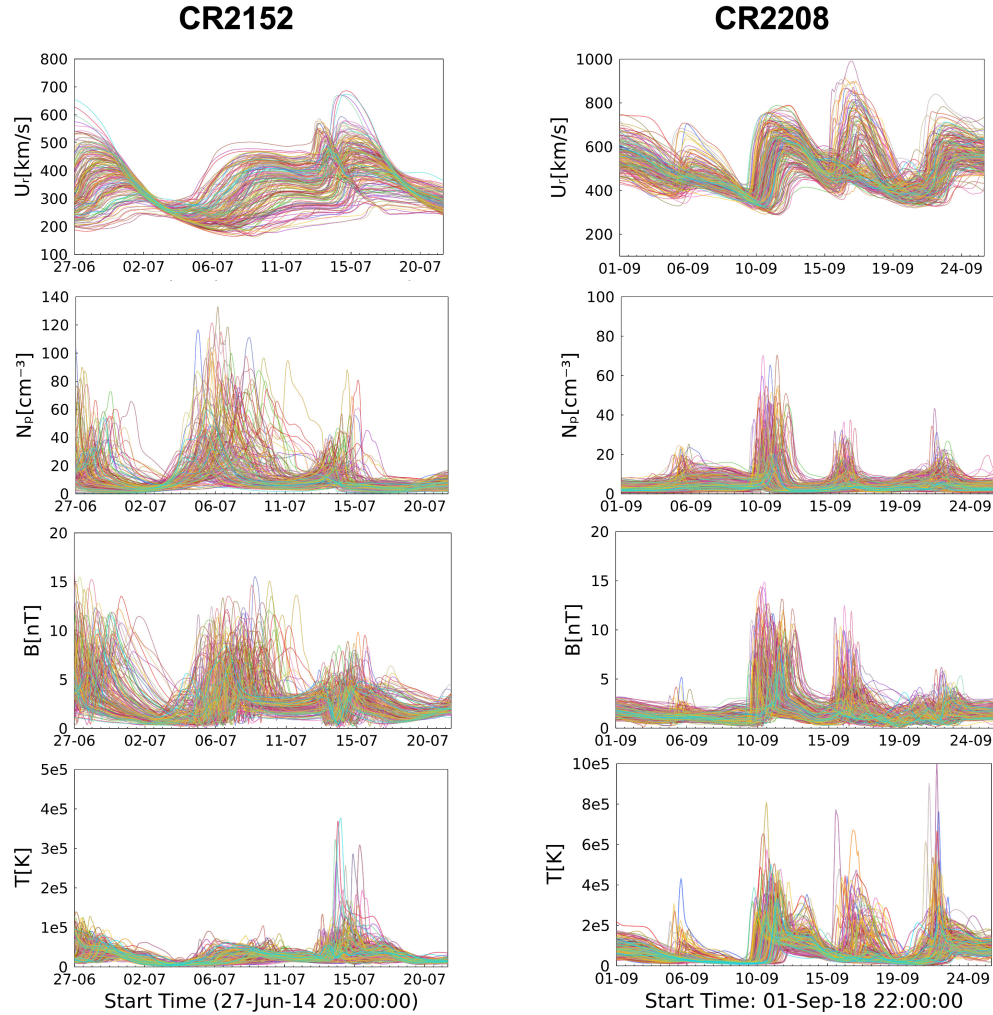 CR2152
CR2208
800
700
600
500
400
300
200
100
Uᵣ[km/s]
27-06 02-07 06-07 11-07 15-07 20-07
1000
800
600
400
200
Uᵣ[km/s]
01-09 06-09 10-09 15-09 19-09 24-09
140
120
100
80
60
40
20
0
Nₚ[cm⁻³]
27-06 02-07 06-07 11-07 15-07 20-07
100
80
60
40
20
0
Nₚ[cm⁻³]
01-09 06-09 10-09 15-09 19-09 24-09
20
15
10
5
0
B[nT]
27-06 02-07 06-07 11-07 15-07 20-07
20
15
10
5
0
B[nT]
01-09 06-09 10-09 15-09 19-09 24-09
5e5
4e5
3e5
2e5
1e5
0
T[K]
27-06 02-07 06-07 11-07 15-07 20-07
Start Time (27-Jun-14 20:00:00)
10e5
8e5
6e5
4e5
2e5
0
T[K]
01-09 06-09 10-09 15-09 19-09 24-09
Start Time: 01-Sep-18 22:00:00